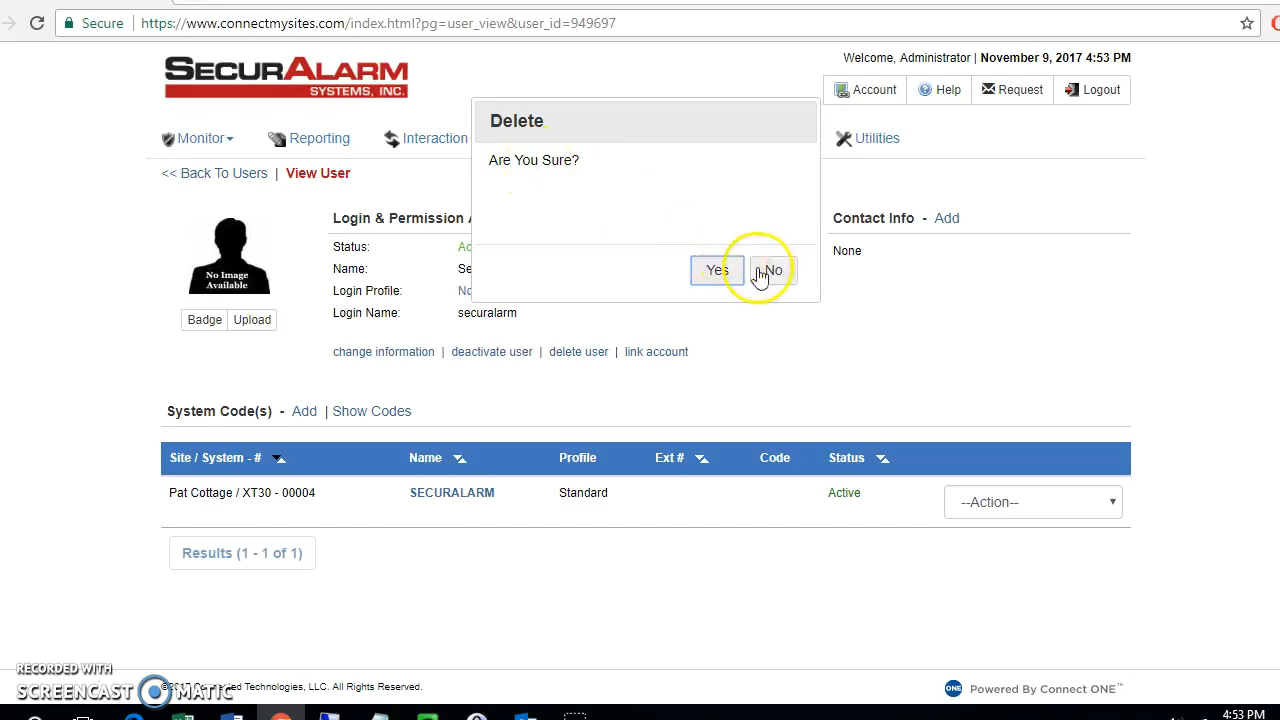 Secure https://www.connectmysites.com/index.html?pg=user_view&user_id=949697
SECURALARM
SYSTEMS, INC.
Welcome, Administrator | November 9, 2017 4:53 PM
Account Help Request Logout
Monitor Reporting Interaction Utilities
<< Back To Users | View User
Delete
Are You Sure?
Yes No
No Image
Available
Badge Upload
Login & Permission
Status:
Name: Se
Login Profile: No
Login Name: securalarm
change information | deactivate user | delete user | link account
Contact Info - Add
None
System Code(s) - Add | Show Codes
Site / System - # Name Profile Ext # Code Status
Pat Cottage / XT30 - 00004 SECURALARM Standard Active --Action--
Results (1 - 1 of 1)
RECORDED WITH
SCREENCAST MATIC
Technologies, LLC. All Rights Reserved.
ONE Powered By Connect ONE™
4:53 PM